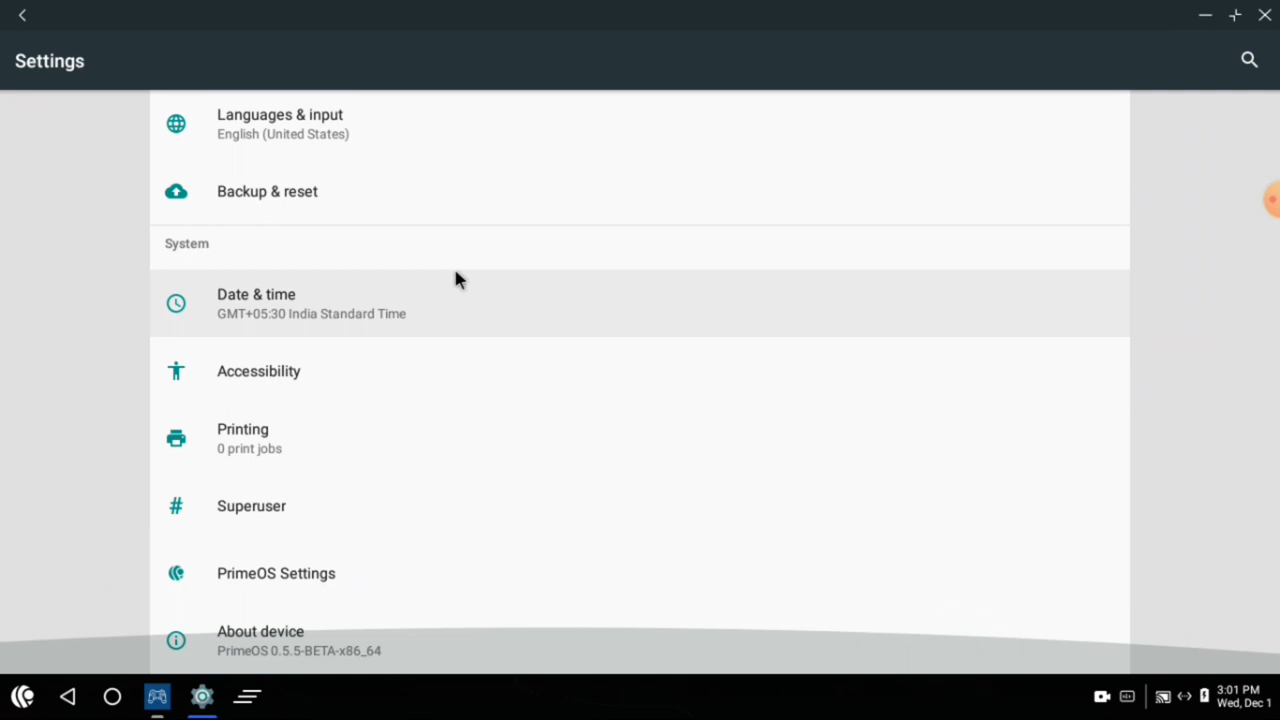 Settings
Languages & input
English (United States)
Backup & reset
System
Date & time
GMT+05:30 India Standard Time
Accessibility
Printing
0 print jobs
# Superuser
PrimeOS Settings
About device
PrimeOS 0.5.5-BETA-x86_64
3:01 PM
Wed, Dec 1